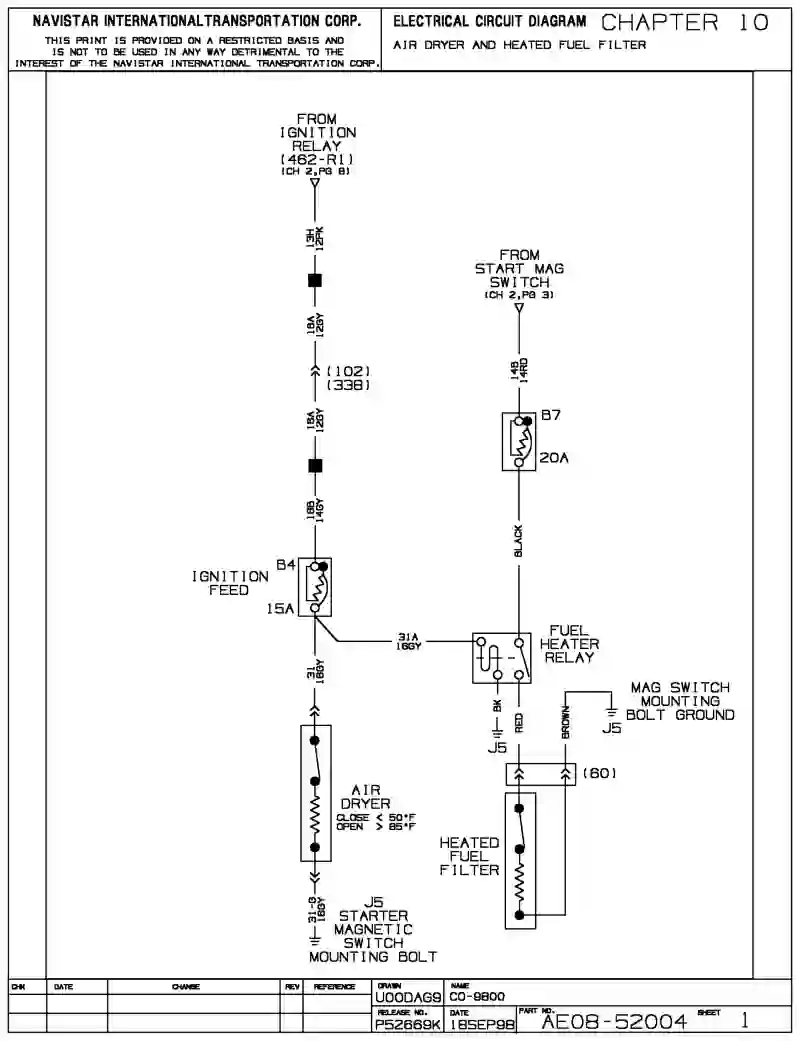 NAVISTAR INTERNATIONALTRANSPORTATION CORP.
THIS PRINT IS PROVIDED ON A RESTRICTED BASIS AND
IS NOT TO BE USED IN ANY WAY DETRIMENTAL TO THE
INTEREST OF THE NAVISTAR INTERNATIONAL TRANSPORTATION CORP.
ELECTRICAL CIRCUIT DIAGRAM
CHAPTER 10
AIR DRYER AND HEATED FUEL FILTER
FROM
IGNITION
RELAY
(462-R1)
(CH 2,PG 8)
13H
12PK
18A
12GY
(102)
(338)
18A
12GY
18B
14GY
B4
IGNITION
FEED
15A
31A
16GY
31
16GY
AIR
DRYER
CLOSE < 50°F
OPEN > 85°F
31-G
16GY
J5
STARTER
MAGNETIC
SWITCH
MOUNTING BOLT
FROM
START MAG
SWITCH
(CH 2,PG 3)
14B
14RD
B7
20A
BLACK
FUEL
HEATER
RELAY
BK
J5
RED
BROWN
MAG SWITCH
MOUNTING
BOLT GROUND
J5
(60)
HEATED
FUEL
FILTER
CHK
DATE
CHANGE
REV
REFERENCE
DRAWN
U00DAG9
NAME
CO-9800
RELEASE NO.
P52669K
DATE
18SEP98
PART NO.
AE08-52004
SHEET
1